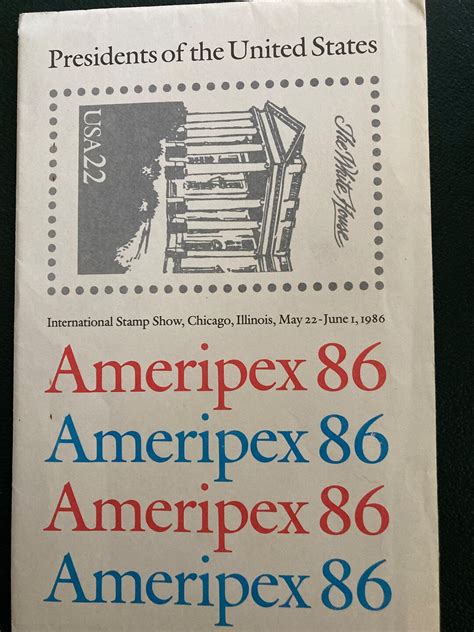 Presidents of the United States
USA22
The White House
International Stamp Show, Chicago, Illinois, May 22-June 1, 1986
Ameripex 86
Ameripex 86
Ameripex 86
Ameripex 86